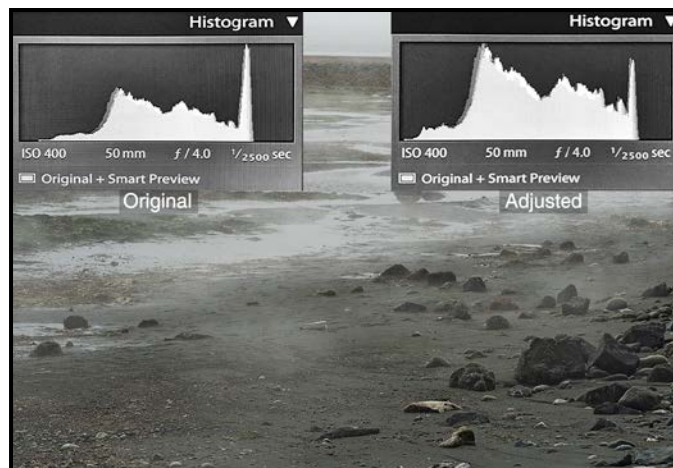 Histogram ▼
ISO 400 50 mm ƒ / 4.0 1/2500 sec
Original + Smart Preview
Original
Histogram ▼
ISO 400 50 mm ƒ / 4.0 1/2500 sec
Original + Smart Preview
Adjusted